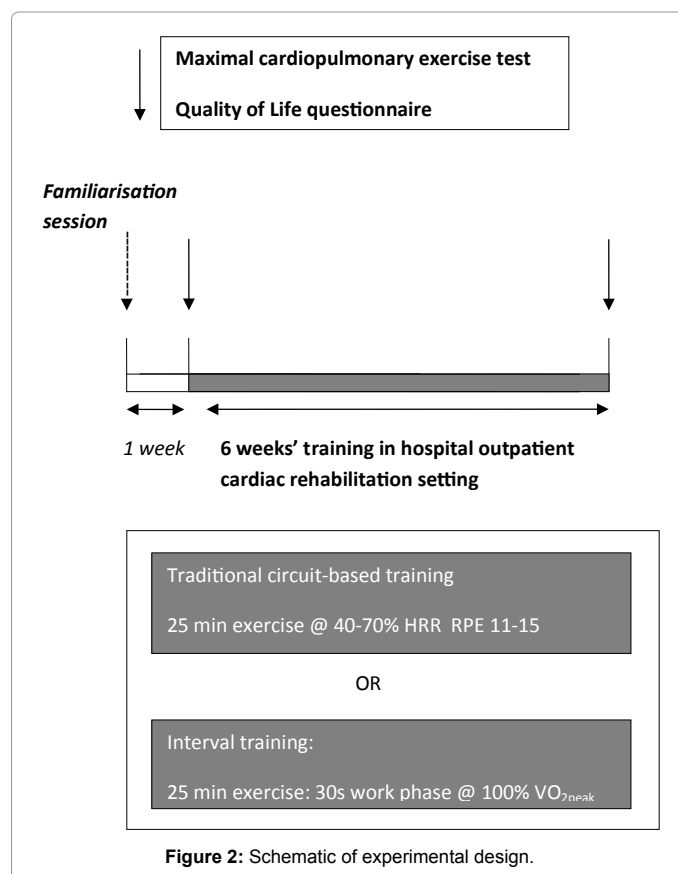 Maximal cardiopulmonary exercise test
Quality of Life questionnaire
Familiarisation
session
1 week 6 weeks’ training in hospital outpatient
cardiac rehabilitation setting
Traditional circuit-based training
25 min exercise @ 40-70% HRR RPE 11-15
OR
Interval training:
25 min exercise: 30s work phase @ 100% VO2peak
Figure 2: Schematic of experimental design.